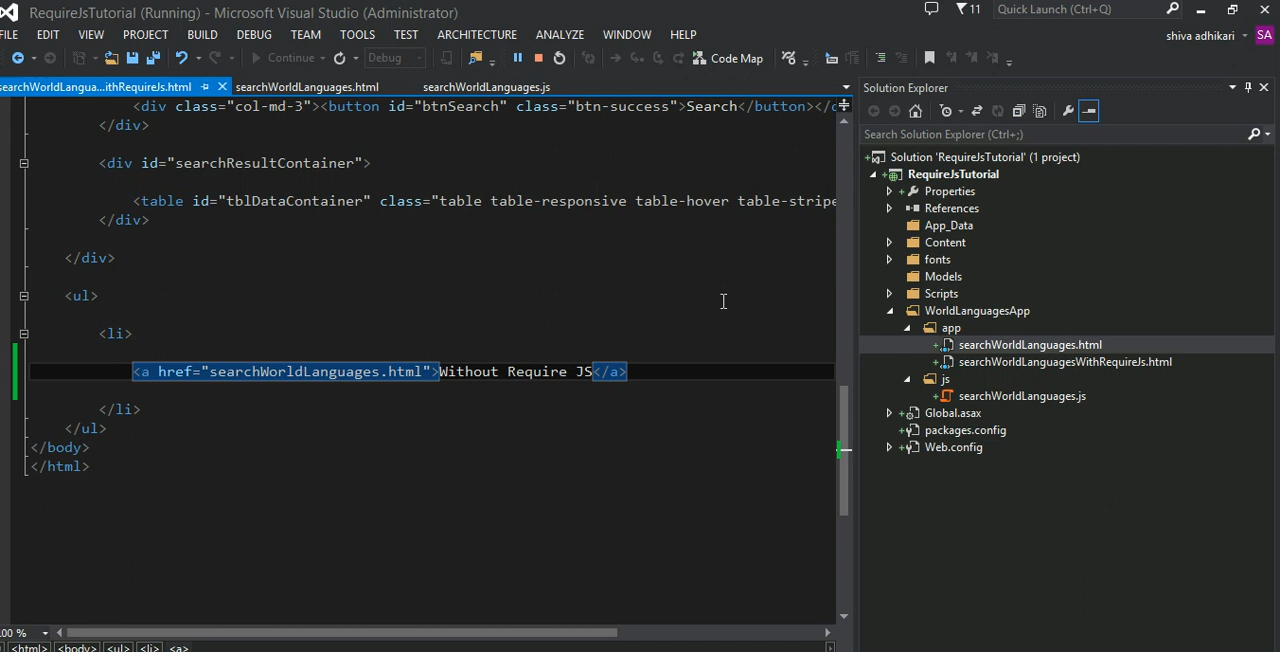 RequireJsTutorial (Running) - Microsoft Visual Studio (Administrator)
11
Quick Launch (Ctrl+Q)
FILE EDIT VIEW PROJECT BUILD DEBUG TEAM TOOLS TEST ARCHITECTURE ANALYZE WINDOW HELP
shiva adhikari
SA
Continue
Debug
Code Map
searchWorldLangua...ithRequireJs.html
searchWorldLanguages.html
searchWorldLanguages.js
<div class="col-md-3"><button id="btnSearch" class="btn-success">Search</button></d
</div>
<div id="searchResultContainer">
<table id="tblDataContainer" class="table table-responsive table-hover table-stripe
</div>
</div>
<ul>
<li>
<a href="searchWorldLanguages.html">Without Require JS</a>
</li>
</ul>
</body>
</html>
00 %
<html> <body> <ul> <li> <a>
Solution Explorer
Search Solution Explorer (Ctrl+;)
Solution 'RequireJsTutorial' (1 project)
RequireJsTutorial
Properties
References
App_Data
Content
fonts
Models
Scripts
WorldLanguagesApp
app
searchWorldLanguages.html
searchWorldLanguagesWithRequireJs.html
js
searchWorldLanguages.js
Global.asax
packages.config
Web.config